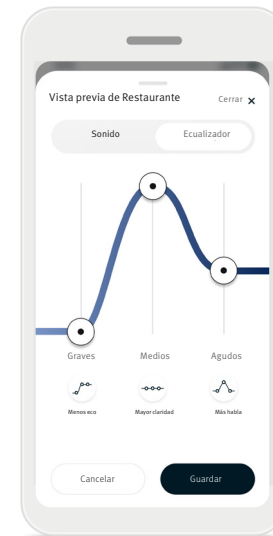 Vista previa de Restaurante Cerrar ×
Sonido Ecualizador
Graves Medios Agudos
Menos eco Mayor claridad Más habla
Cancelar Guardar